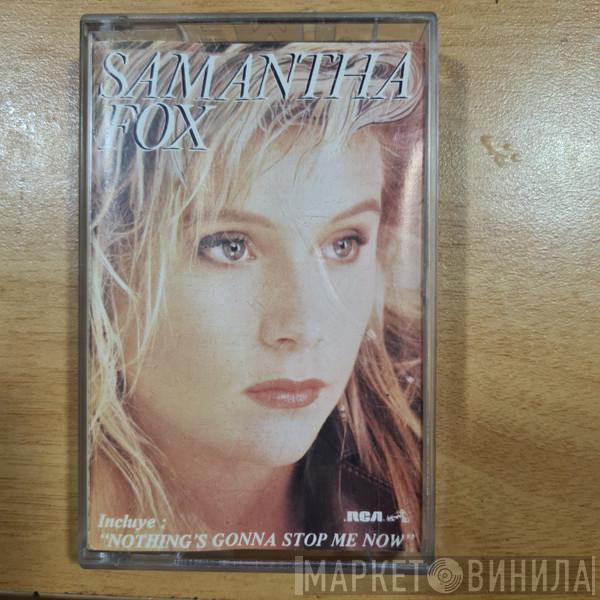 SAMANTHA
FOX
Incluye :
"NOTHING'S GONNA STOP ME NOW"
RCA
МАРКЕТ ВИНИЛА